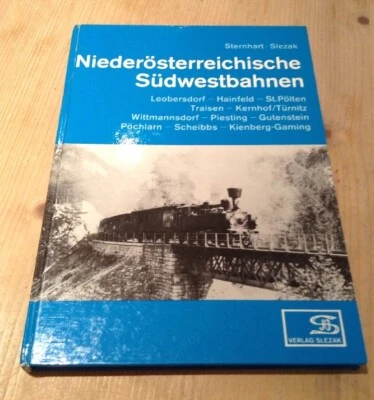 Sternhart - Slezak
Niederösterreichische
Südwestbahnen
Leobersdorf – Hainfeld – St.Pölten
Traisen – Kernhof/Türnitz
Wittmannsdorf – Piesting – Gutenstein
Pöchlarn – Scheibbs – Kienberg-Gaming
VERLAG SLEZAK